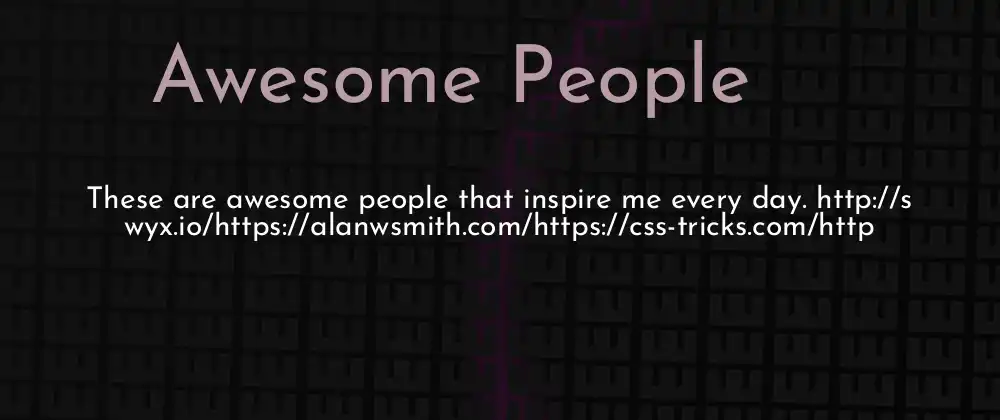 Awesome People
These are awesome people that inspire me every day. http://s
wyx.io/https://alanwsmith.com/https://css-tricks.com/http